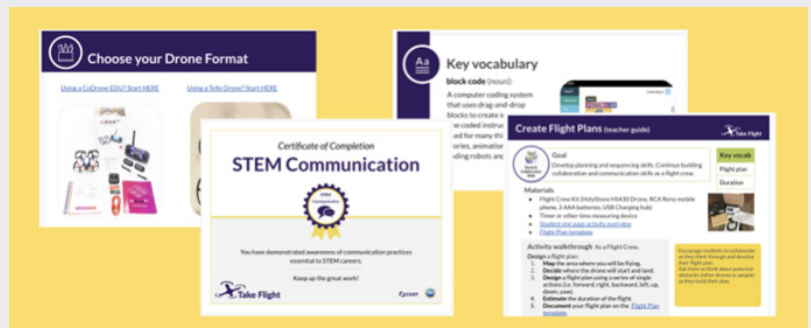 Choose your Drone Format
Using a CoDrone EDU? Start HERE
Using a Tello Drone? Start HERE
Aa
Key vocabulary
block code (noun):
A computer coding system
that uses drag-and-drop
blocks to create
coded instruc
used for many thi
ories, animation
ding robots an
Certificate of Completion
STEM Communication
You have demonstrated awareness of communication practices
essential to STEM careers.
Keep up the great work!
Take Flight
Create Flight Plans (teacher guide)
Take Flight
Goal
Develop planning and sequencing skills. Continue building
collaboration and communication skills as a flight crew.
Key vocab
Flight plan
Duration
Materials
Flight Crew Kit (HolyStone HS430 Drone, RCA Reno mobile
phone, 3 AAA batteries, USB Charging hub)
Timer or other time measuring device
Student one page activity overview
Flight Plan template
Activity walkthrough As a Flight Crew,
Design a flight plan:
1. Map the area where you will be flying.
2. Decide where the drone will start and land.
3. Design a flight plan using a series of single
actions (i.e. forward, right, backward, left, up,
down, yaw).
4. Estimate the duration of the flight.
5. Document your flight plan on the Flight Plan
template.
Encourage students to collaborate
as they think through and develop
their flight plan.
Ask them to think about potential
obstacles (other drones or people)
as they build their plan.